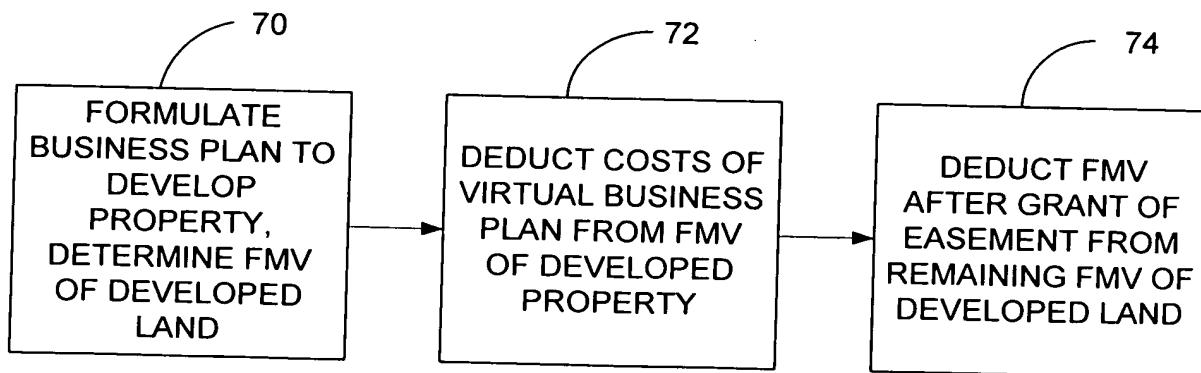 70
FORMULATE
BUSINESS PLAN TO
DEVELOP
PROPERTY,
DETERMINE FMV
OF DEVELOPED
LAND
72
DEDUCT COSTS OF
VIRTUAL BUSINESS
PLAN FROM FMV
OF DEVELOPED
PROPERTY
74
DEDUCT FMV
AFTER GRANT OF
EASEMENT FROM
REMAINING FMV OF
DEVELOPED LAND